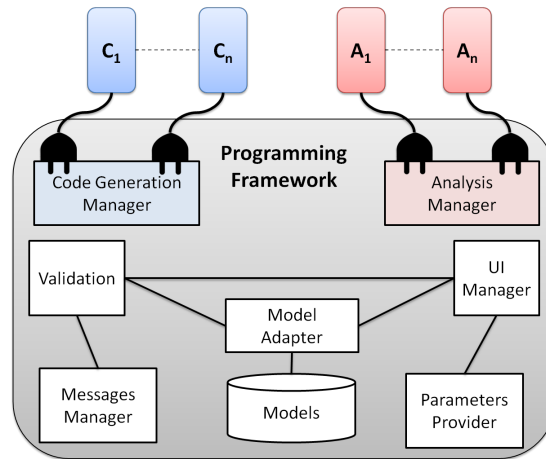 C1
Cn
A1
An
Programming
Framework
Code Generation
Manager
Analysis
Manager
Validation
UI
Manager
Model
Adapter
Messages
Manager
Models
Parameters
Provider